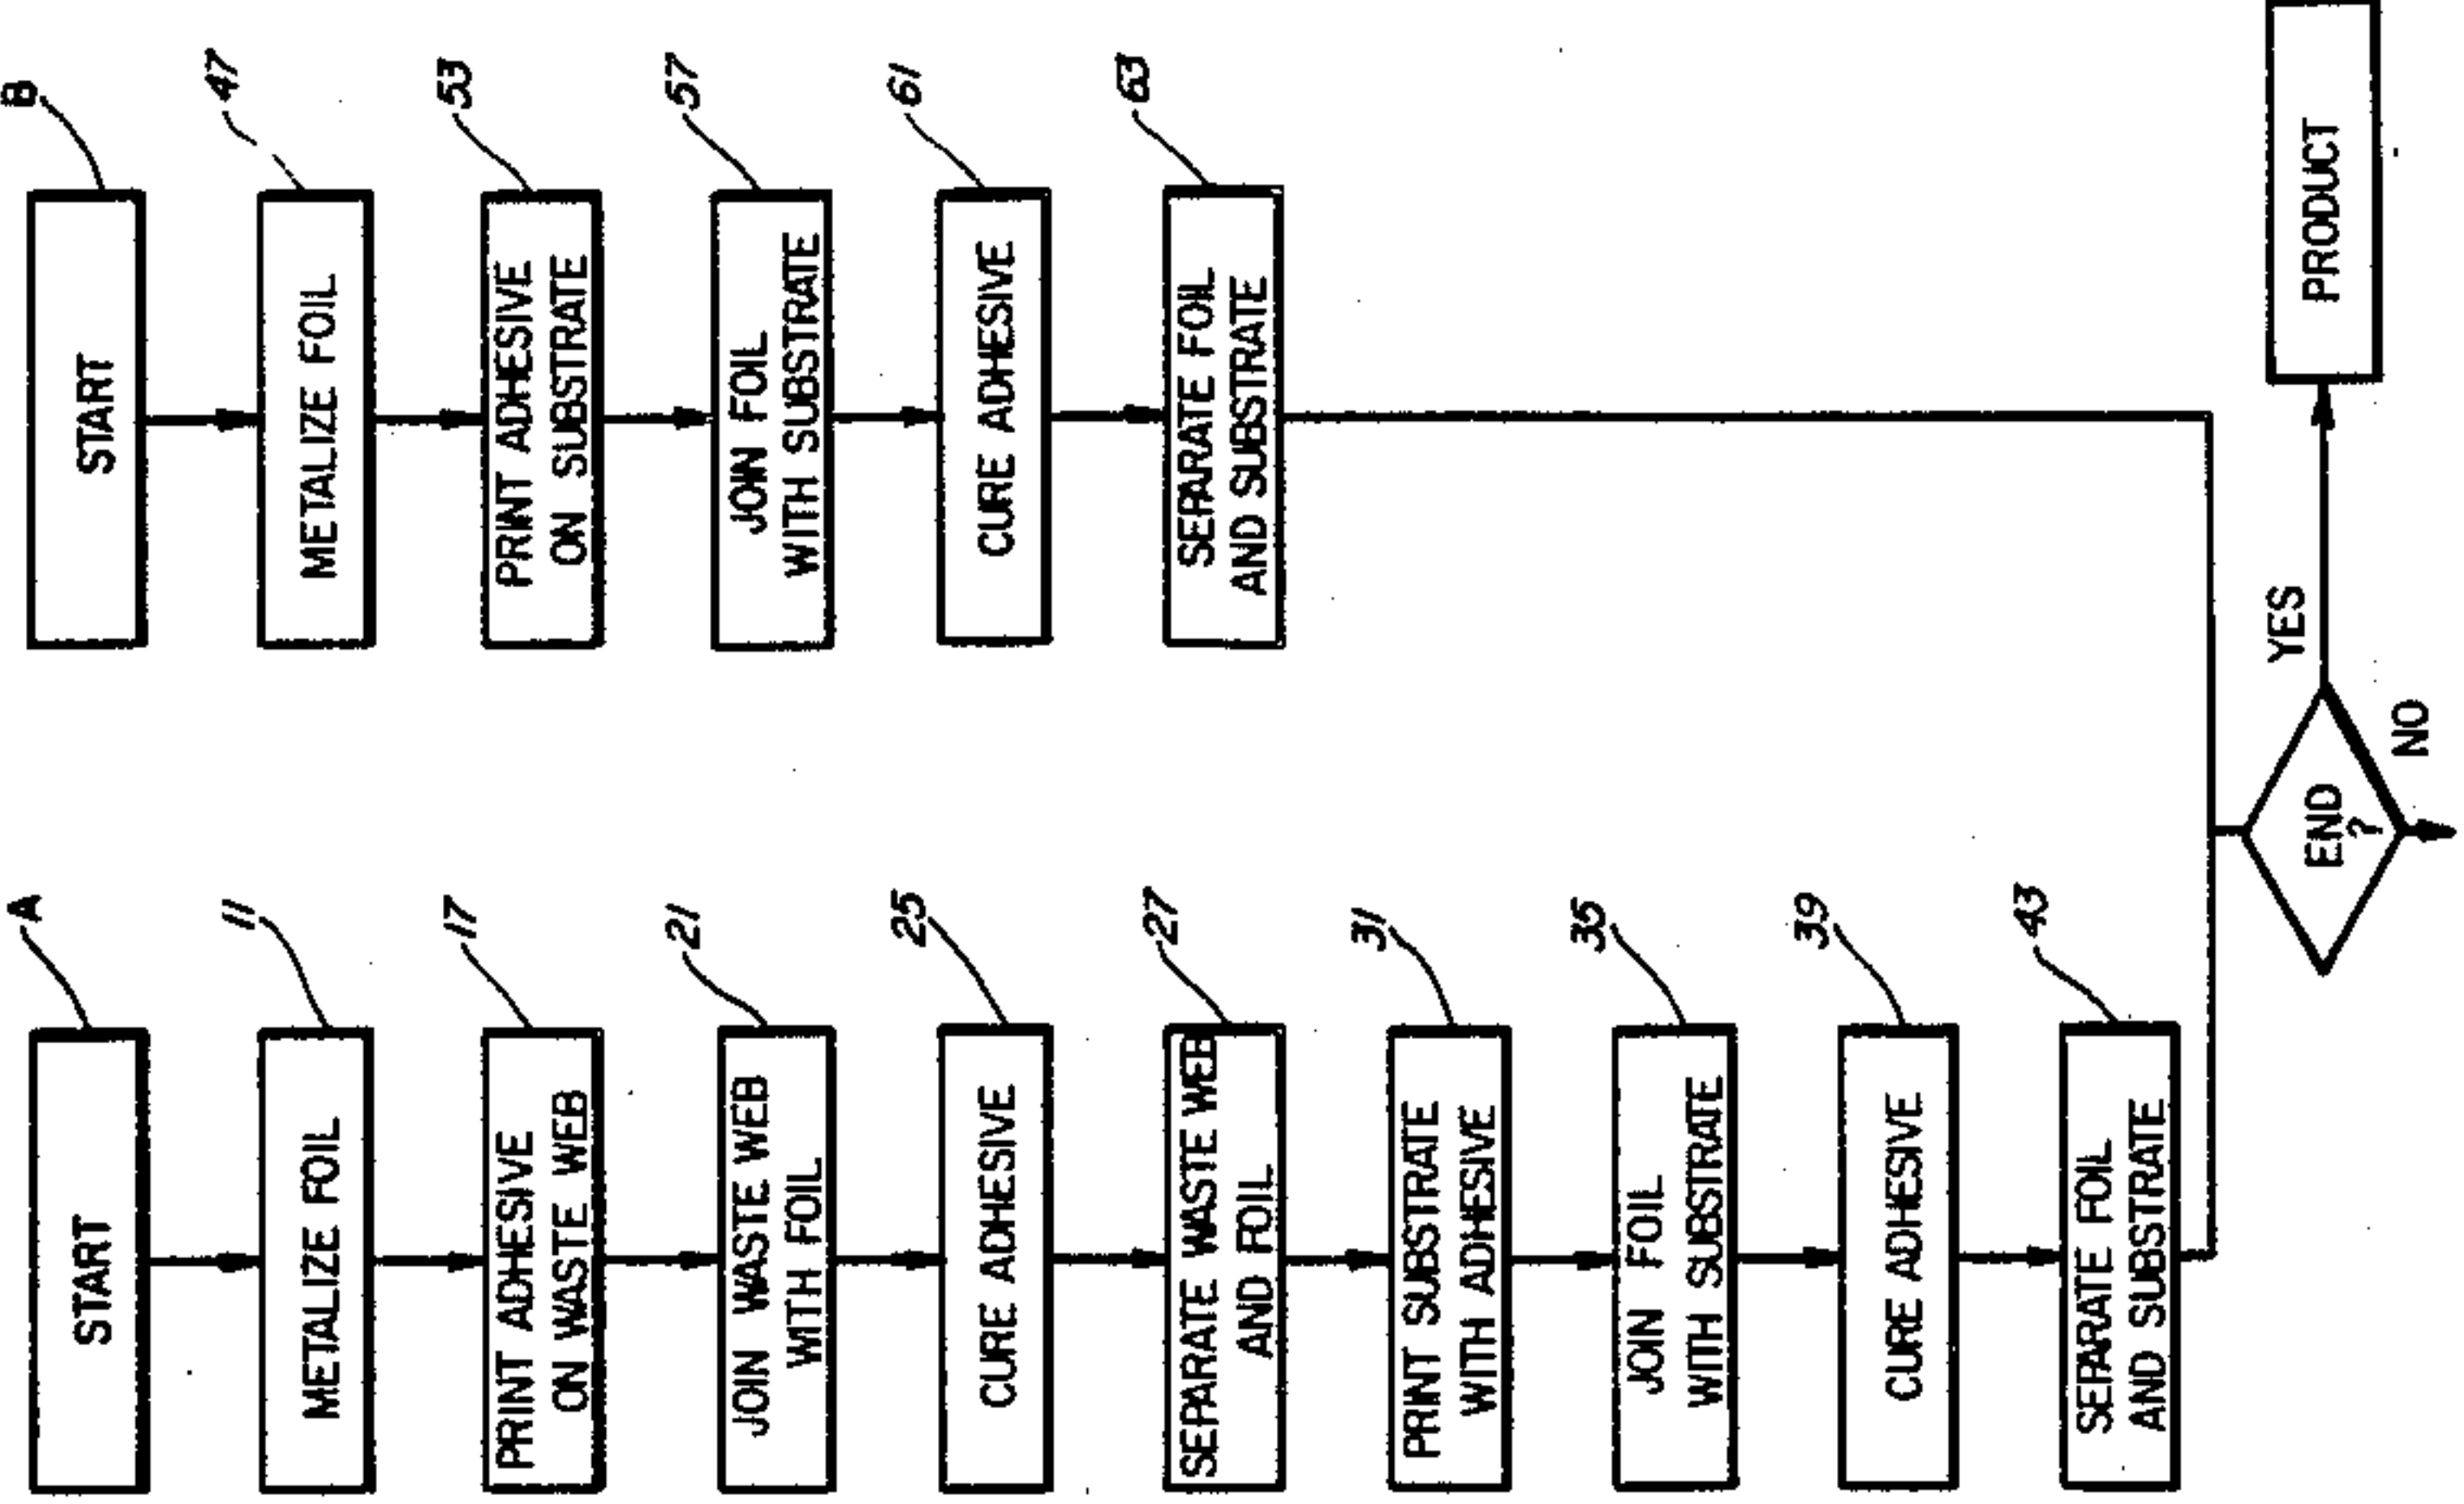 A
START
11
METALIZE FOIL
17
PRINT ADHESIVE
ON WASTE WEB
21
JOIN WASTE WEB
WITH FOIL
25
CURE ADHESIVE
27
SEPARATE WASTE WEB
AND FOIL
31
PRINT SUBSTRATE
WITH ADHESIVE
35
JOIN FOIL
WITH SUBSTRATE
39
CURE ADHESIVE
43
SEPARATE FOIL
AND SUBSTRATE
B
START
47
METALIZE FOIL
53
PRINT ADHESIVE
ON SUBSTRATE
57
JOIN FOIL
WITH SUBSTRATE
61
CURE ADHESIVE
63
SEPARATE FOIL
AND SUBSTRATE
END
?
YES
NO
PRODUCT